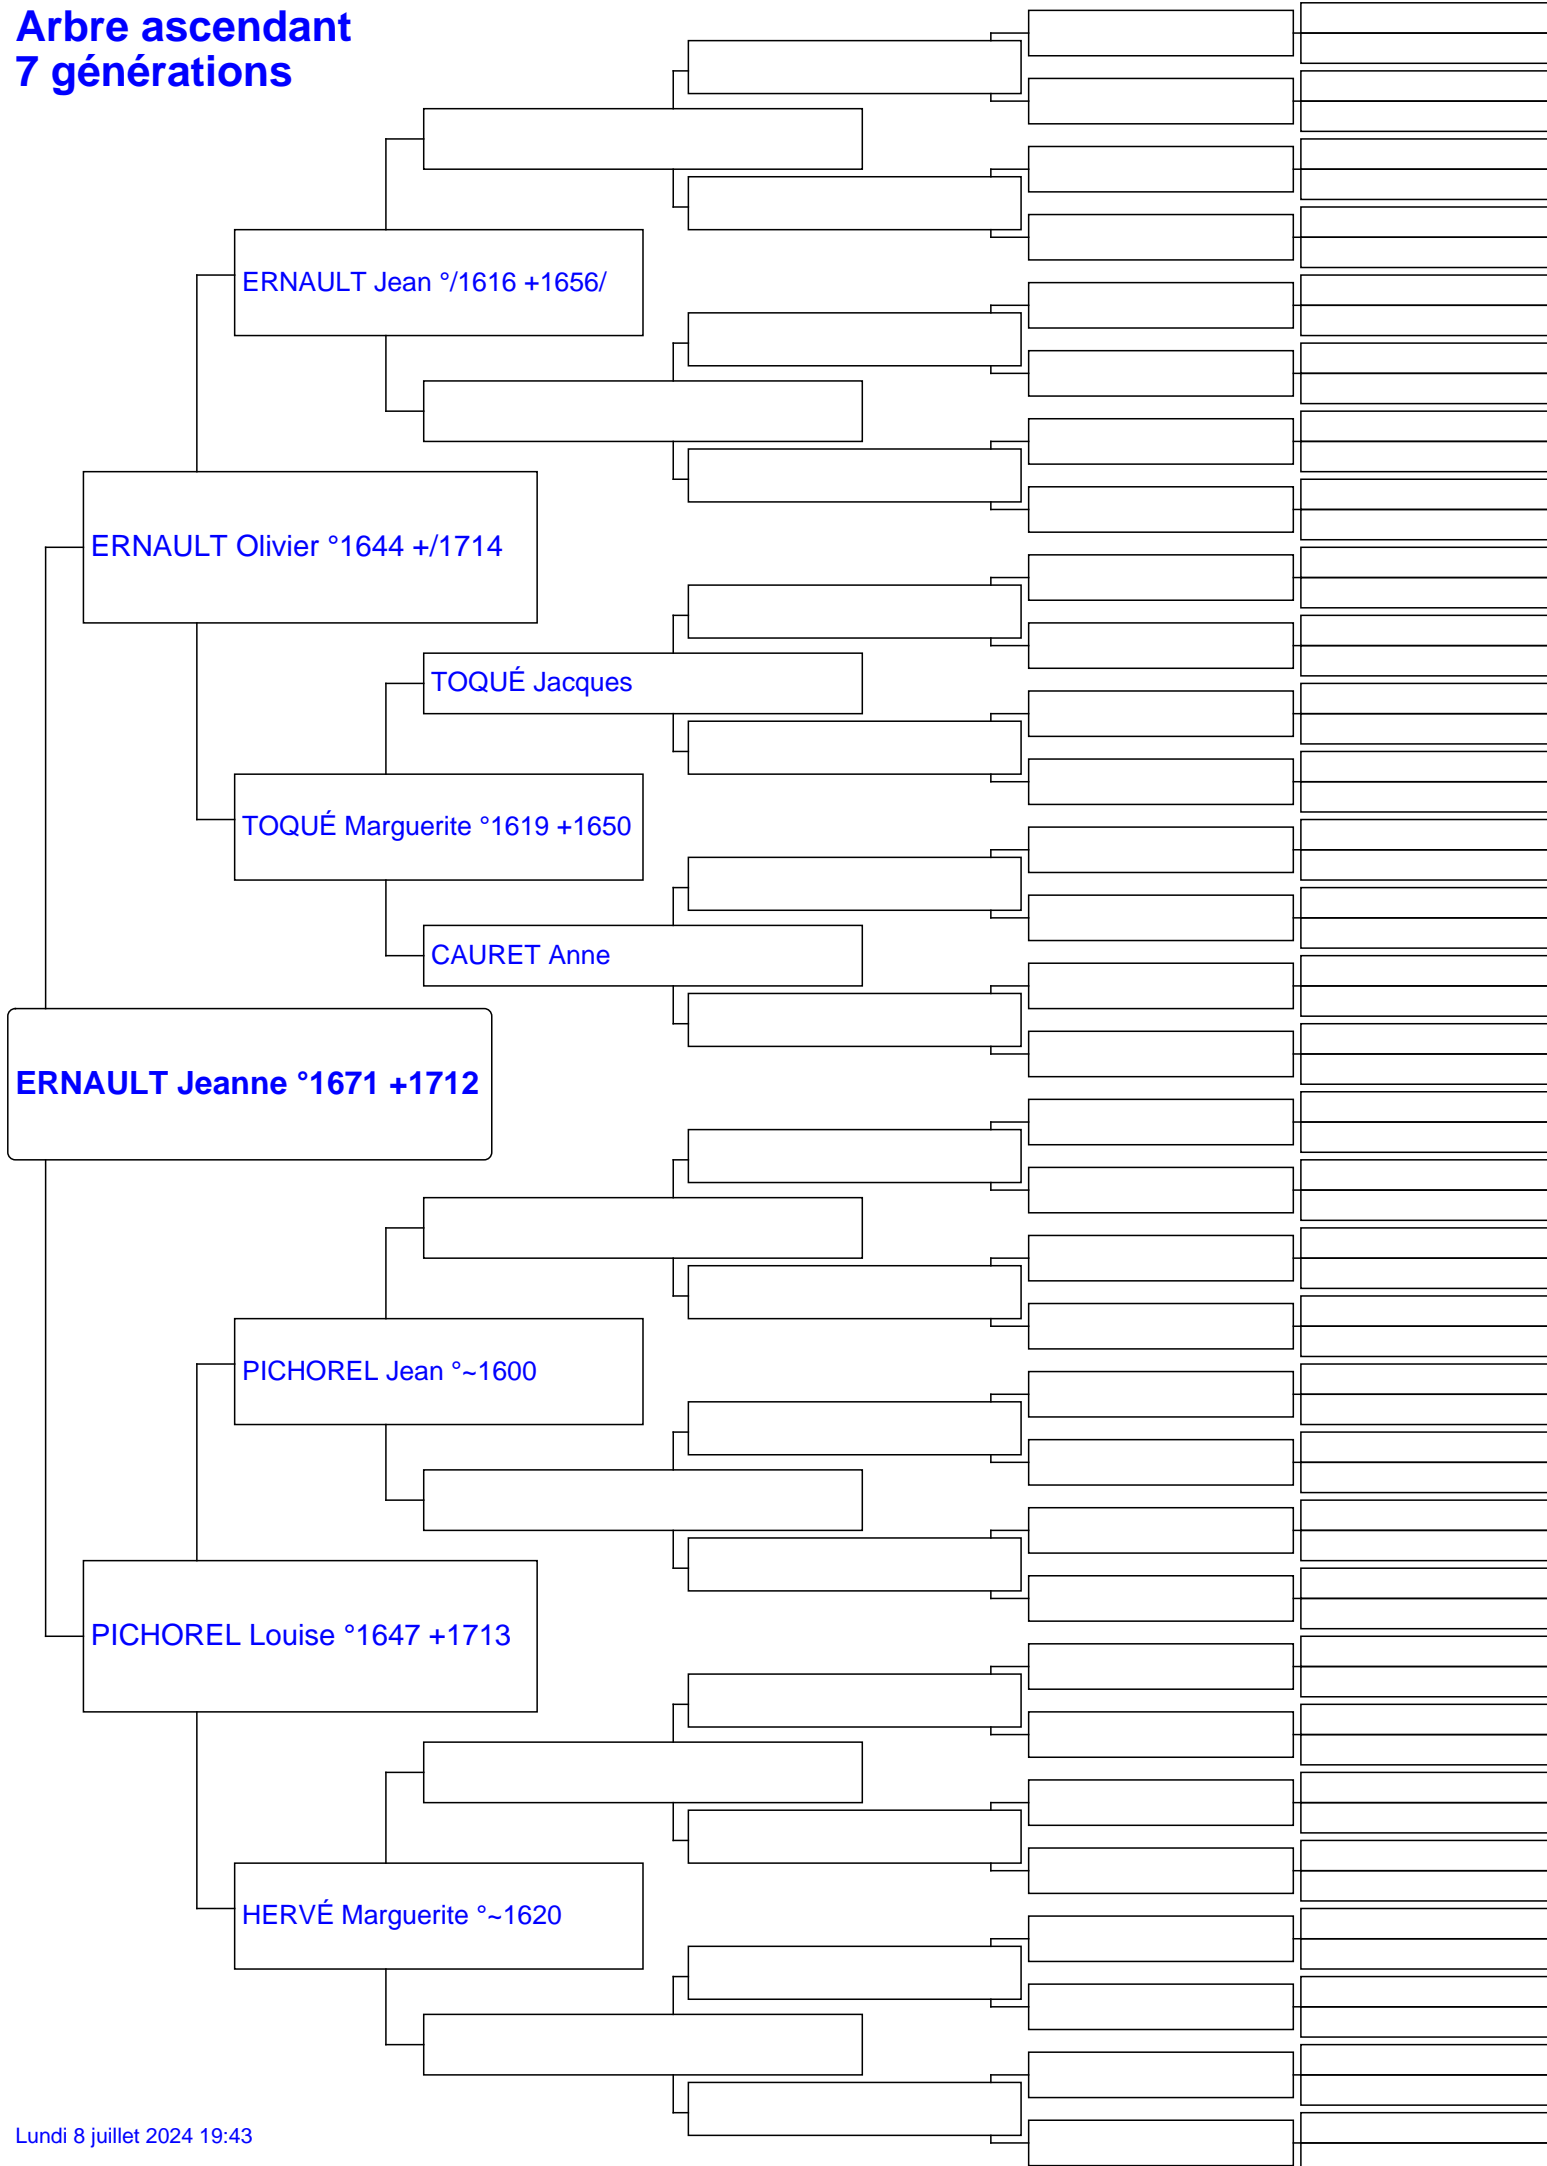 Arbre ascendant
7 générations
ERNAULT Jean °/1616 +1656/
ERNAULT Olivier °1644 +/1714
TOQUÉ Jacques
TOQUÉ Marguerite °1619 +1650
CAURET Anne
ERNAULT Jeanne °1671 +1712
PICHOREL Jean °~1600
PICHOREL Louise °1647 +1713
HERVÉ Marguerite °~1620
Lundi 8 juillet 2024 19:43